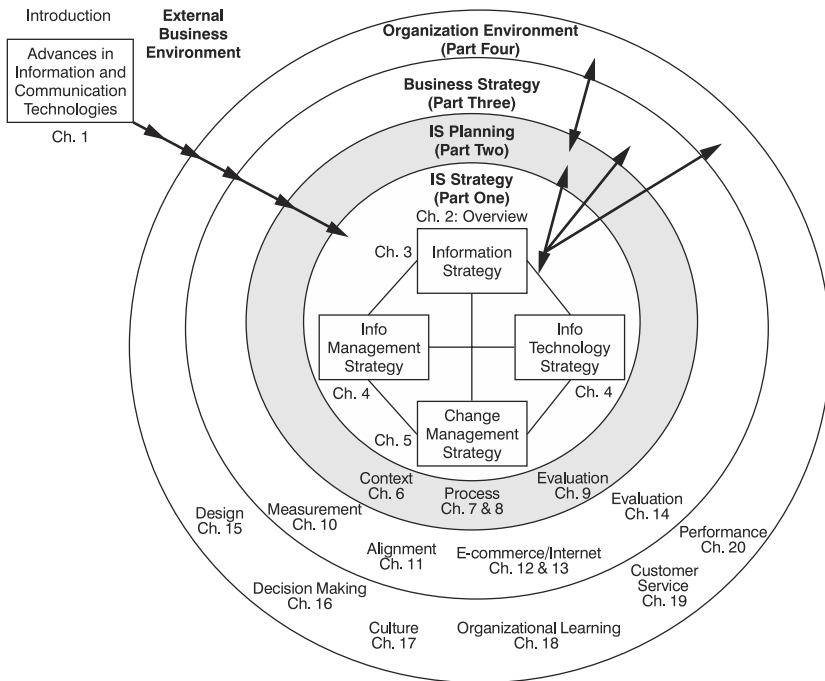 Introduction
External
Business
Environment
Advances in
Information and
Communication
Technologies
Ch. 1
Organization Environment
(Part Four)
Business Strategy
(Part Three)
IS Planning
(Part Two)
IS Strategy
(Part One)
Ch. 2: Overview
Ch. 3
Information
Strategy
Info
Management
Strategy
Ch. 4
Info
Technology
Strategy
Ch. 4
Ch. 5
Change
Management
Strategy
Context
Ch. 6
Process
Ch. 7 & 8
Evaluation
Ch. 9
Measurement
Ch. 10
Alignment
Ch. 11
E-commerce/Internet
Ch. 12 & 13
Evaluation
Ch. 14
Design
Ch. 15
Decision Making
Ch. 16
Culture
Ch. 17
Organizational Learning
Ch. 18
Customer
Service
Ch. 19
Performance
Ch. 20